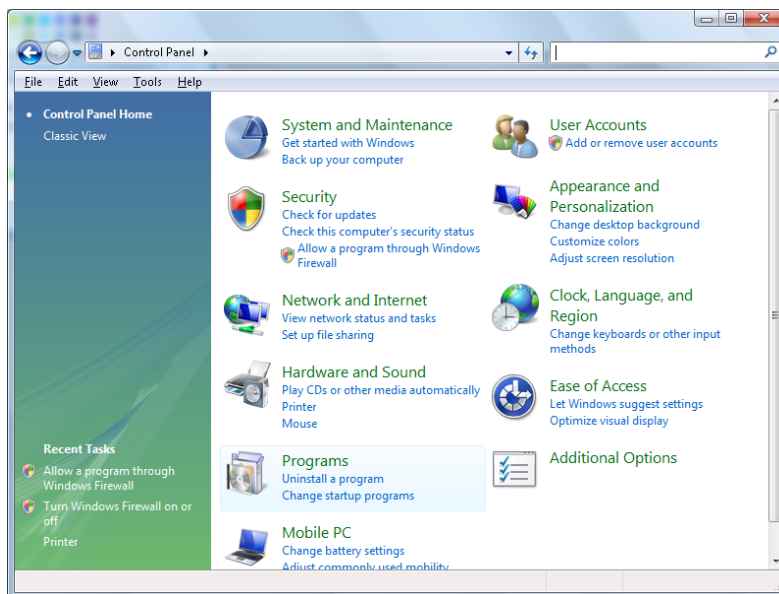 Control Panel
File Edit View Tools Help
Control Panel Home
Classic View
Recent Tasks
Allow a program through
Windows Firewall
Turn Windows Firewall on or
off
Printer
System and Maintenance
Get started with Windows
Back up your computer
Security
Check for updates
Check this computer's security status
Allow a program through Windows
Firewall
Network and Internet
View network status and tasks
Set up file sharing
Hardware and Sound
Play CDs or other media automatically
Printer
Mouse
Programs
Uninstall a program
Change startup programs
Mobile PC
Change battery settings
Adjust commonly used mobility
User Accounts
Add or remove user accounts
Appearance and
Personalization
Change desktop background
Customize colors
Adjust screen resolution
Clock, Language, and
Region
Change keyboards or other input
methods
Ease of Access
Let Windows suggest settings
Optimize visual display
Additional Options